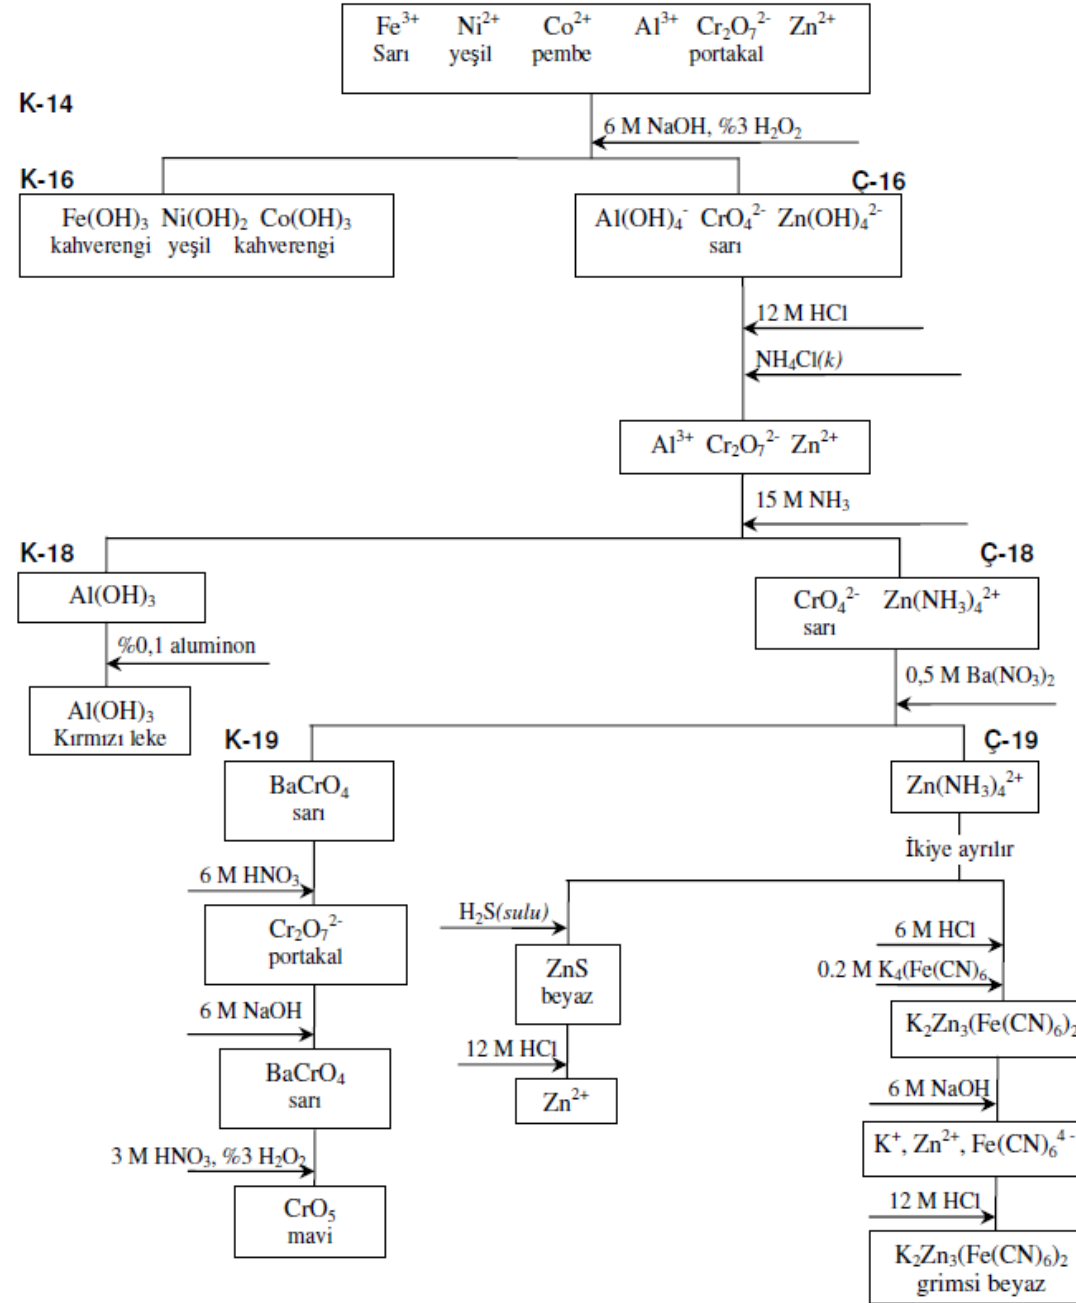 Fe³⁺ Ni²⁺ Co²⁺ Al³⁺ Cr₂O₇²⁻ Zn²⁺
Sarı yeşil pembe portakal
K-14
6 M NaOH, %3 H₂O₂
K-16 Ç-16
Fe(OH)₃ Ni(OH)₂ Co(OH)₃
kahverengi yeşil kahverengi
Al(OH)₄⁻ CrO₄²⁻ Zn(OH)₄²⁻
sarı
12 M HCl
NH₄Cl(k)
Al³⁺ Cr₂O₇²⁻ Zn²⁺
15 M NH₃
K-18 Ç-18
Al(OH)₃
CrO₄²⁻ Zn(NH₃)₄²⁺
sarı
%0,1 aluminon
0,5 M Ba(NO₃)₂
Al(OH)₃
Kırmızı leke
K-19 Ç-19
BaCrO₄
sarı
Zn(NH₃)₄²⁺
İkiye ayrılır
6 M HNO₃
Cr₂O₇²⁻
portakal
6 M NaOH
BaCrO₄
sarı
3 M HNO₃, %3 H₂O₂
CrO₅
mavi
H₂S(sulu)
ZnS
beyaz
12 M HCl
Zn²⁺
6 M HCl
0.2 M K₄(Fe(CN)₆
K₂Zn₃(Fe(CN)₆)₂
6 M NaOH
K⁺, Zn²⁺, Fe(CN)₆⁴⁻
12 M HCl
K₂Zn₃(Fe(CN)₆)₂
grimsi beyaz